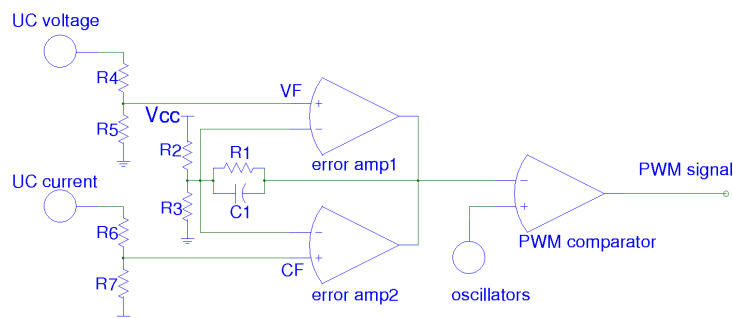 UC voltage
R4
VF
R5
Vcc
R2
R1
error amp1
C1
R3
PWM signal
UC current
R6
R7
CF
error amp2
PWM comparator
oscillators